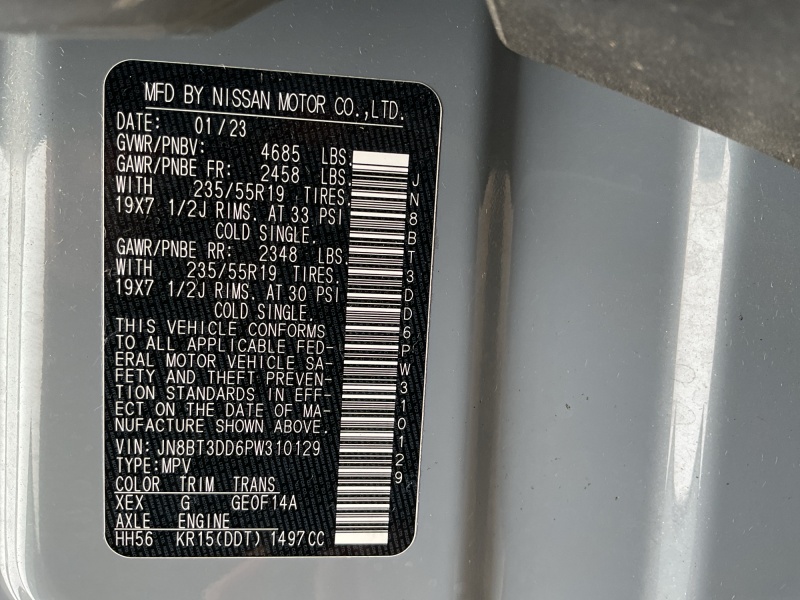 MFD BY NISSAN MOTOR CO.,LTD.
DATE: 01/23
GVWR/PNBV: 4685 LBS.
GAWR/PNBE FR: 2458 LBS.
WITH 235/55R19 TIRES.
19X7 1/2J RIMS. AT 33 PSI
COLD SINGLE.
GAWR/PNBE RR: 2348 LBS.
WITH 235/55R19 TIRES.
19X7 1/2J RIMS. AT 30 PSI
COLD SINGLE.
THIS VEHICLE CONFORMS
TO ALL APPLICABLE FED-
ERAL MOTOR VEHICLE SA-
FETY AND THEFT PREVEN-
TION STANDARDS IN EFF-
ECT ON THE DATE OF MA-
NUFACTURE SHOWN ABOVE.
VIN: JN8BT3DD6PW310129
TYPE:MPV
COLOR TRIM TRANS
XEX G GE0F14A
AXLE ENGINE
HH56 KR15(DDT) 1497CC
JN8BT3DD6PW310129